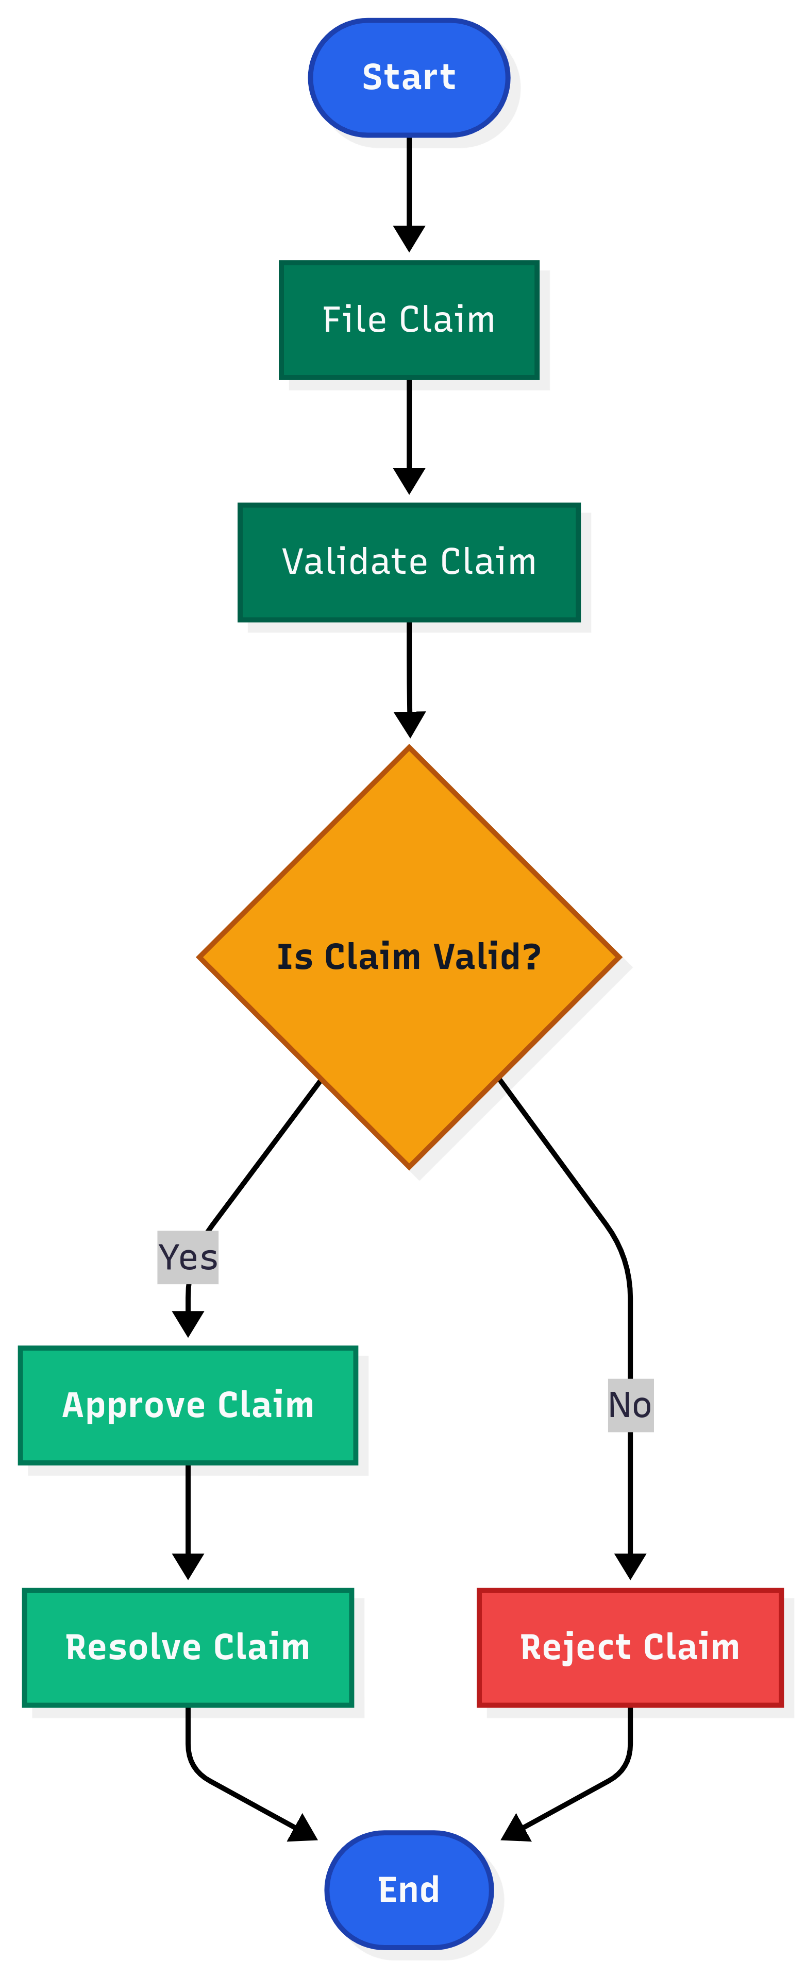 Start
File Claim
Validate Claim
Is Claim Valid?
Yes
No
Approve Claim
Resolve Claim
Reject Claim
End